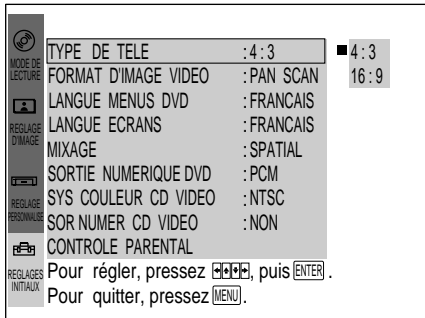 MODE DE
LECTURE
REGLAGE
D'IMAGE
REGLAGE
PERSONNALISE
REGLAGES
INITIAUX
TYPE DE TELE :4:3
FORMAT D'IMAGE VIDEO :PAN SCAN
LANGUE MENUS DVD :FRANCAIS
LANGUE ECRANS :FRANCAIS
MIXAGE :SPATIAL
SORTIE NUMERIQUE DVD :PCM
SYS COULEUR CD VIDEO :NTSC
SOR NUMER CD VIDEO :NON
CONTROLE PARENTAL
4:3
16:9
Pour régler, pressez , puis ENTER .
Pour quitter, pressez MENU.